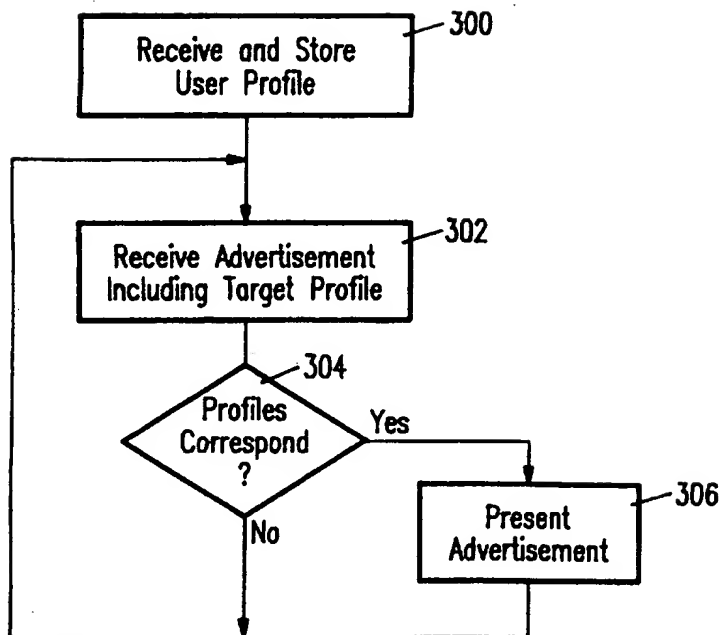 300
Receive and Store
User Profile
302
Receive Advertisement
Including Target Profile
304
Profiles
Correspond
?
Yes
No
306
Present
Advertisement